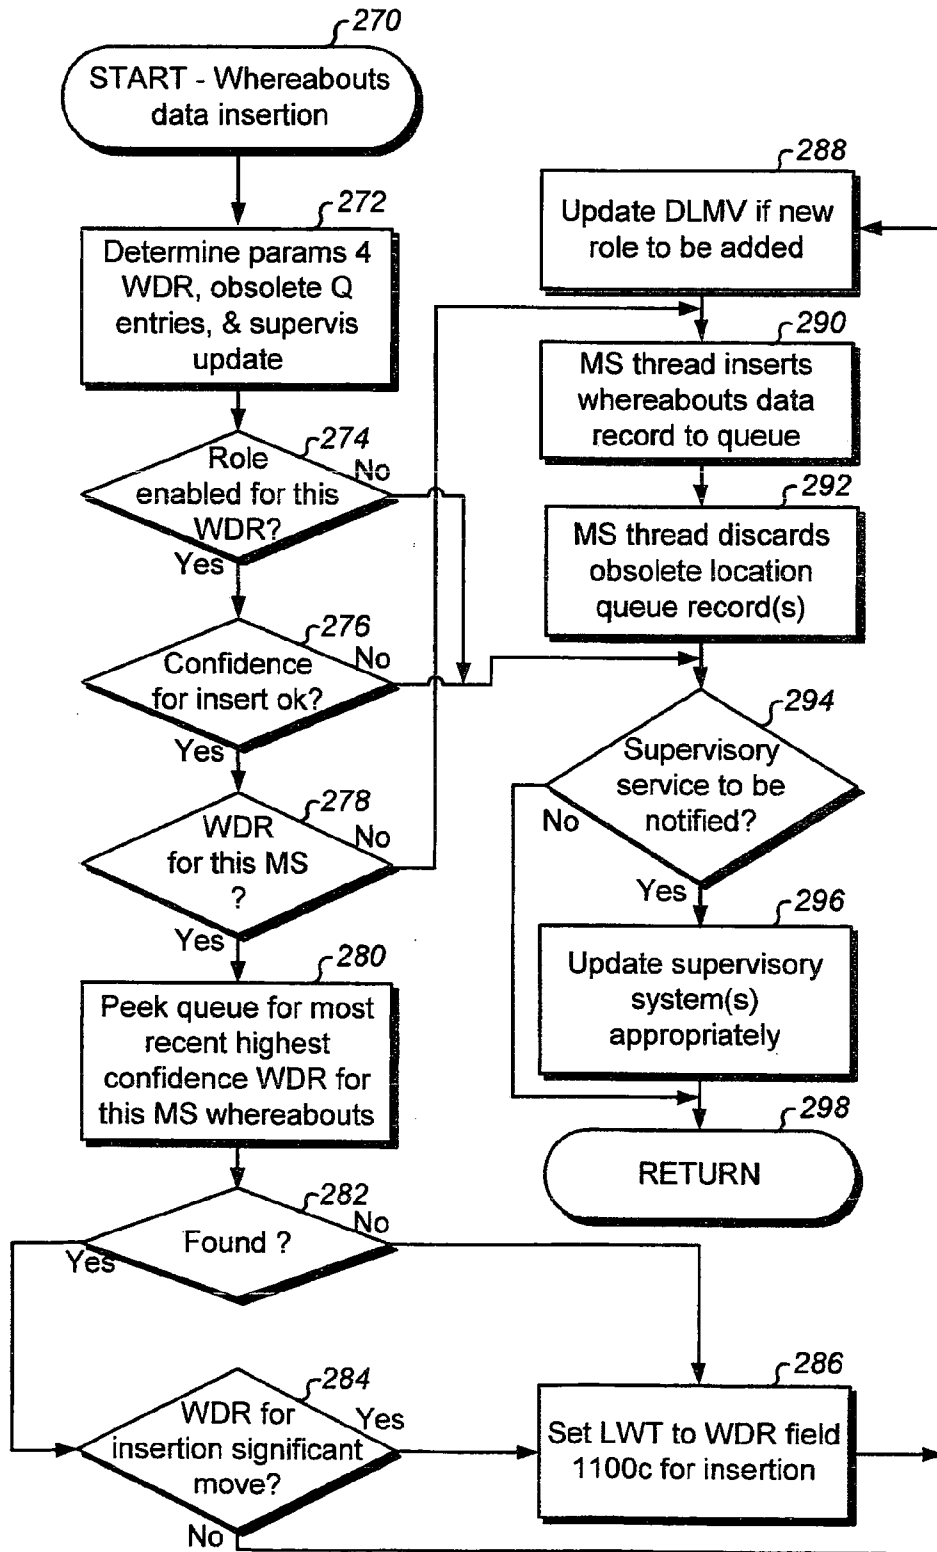 270
START - Whereabouts
data insertion
272
Determine params 4
WDR, obsolete Q
entries, & supervis
update
274
Role
enabled for this
WDR?
No
Yes
276
Confidence
for insert ok?
No
Yes
278
WDR
for this MS
?
No
Yes
280
Peek queue for most
recent highest
confidence WDR for
this MS whereabouts
282
Found ?
No
Yes
284
WDR for
insertion significant
move?
Yes
No
286
Set LWT to WDR field
1100c for insertion
288
Update DLMV if new
role to be added
290
MS thread inserts
whereabouts data
record to queue
292
MS thread discards
obsolete location
queue record(s)
294
Supervisory
service to be
notified?
No
Yes
296
Update supervisory
system(s)
appropriately
298
RETURN